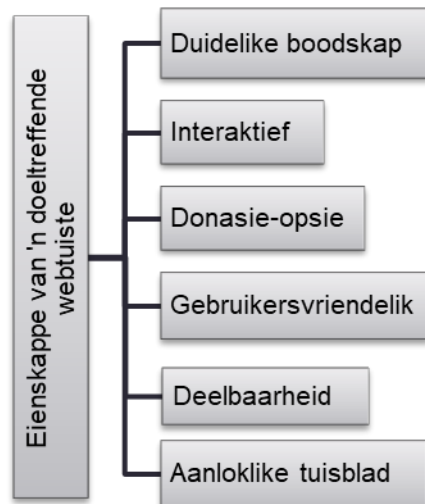 Eienskappe van 'n doeltreffende
webtuiste
Duidelike boodskap
Interaktief
Donasie-opsie
Gebruikersvriendelik
Deelbaarheid
Aanloklike tuisblad